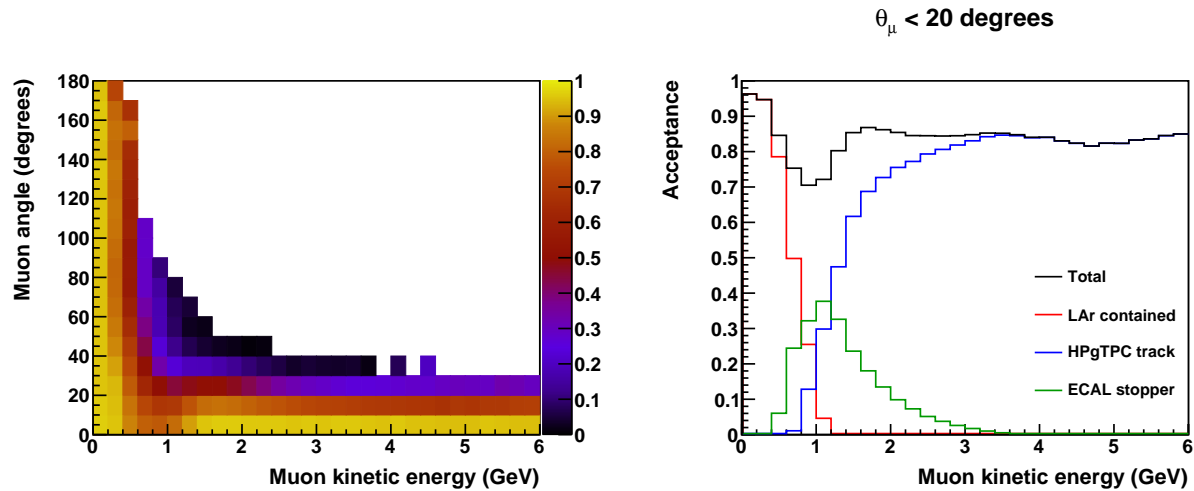 θμ < 20 degrees
Muon angle (degrees)
180
160
140
120
100
80
60
40
20
0
0 1 2 3 4 5 6
Muon kinetic energy (GeV)
1
0.9
0.8
0.7
0.6
0.5
0.4
0.3
0.2
0.1
0
Acceptance
1
0.9
0.8
0.7
0.6
0.5
0.4
0.3
0.2
0.1
0
Total
LAr contained
HPgTPC track
ECAL stopper
0 1 2 3 4 5 6
Muon kinetic energy (GeV)